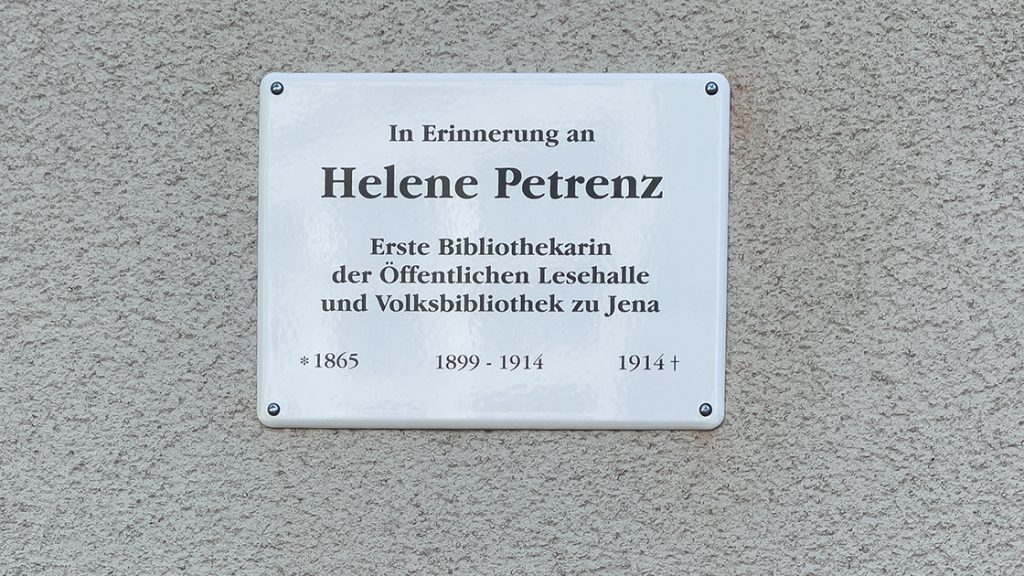 In Erinnerung an
Helene Petrenz
Erste Bibliothekarin
der Öffentlichen Lesehalle
und Volksbibliothek zu Jena
*1865 1899 - 1914 1914 †